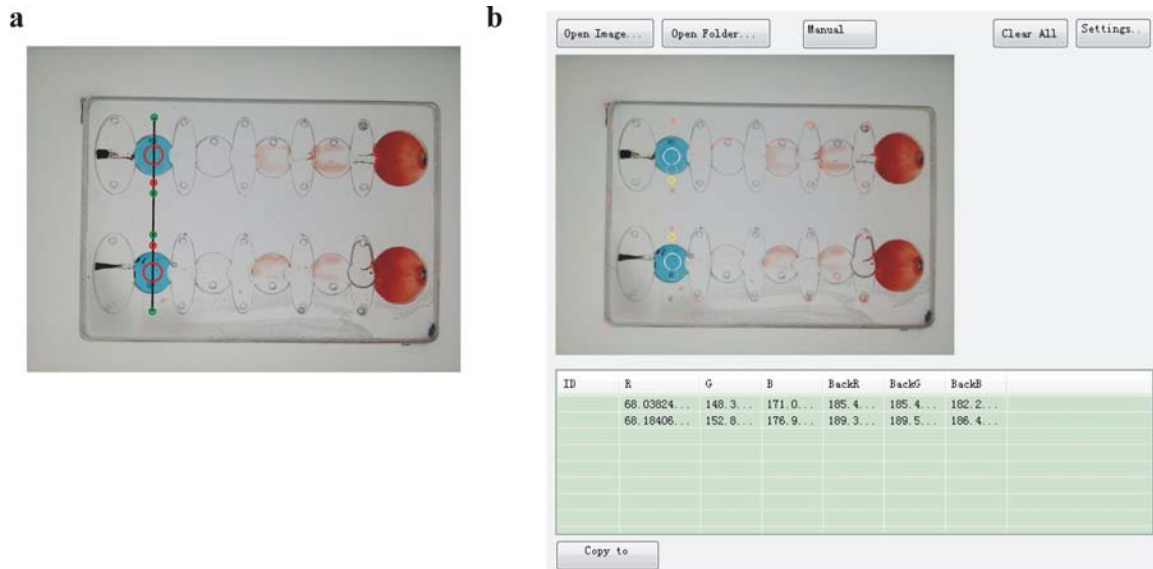 a
b
Open Image...
Open Folder...
Manual
Clear All
Settings..
ID R G B BackR BackG BackB
68.03824... 148.3... 171.0... 185.4... 185.4... 182.2...
68.18406... 152.8... 176.9... 189.3... 189.5... 186.4...
Copy to